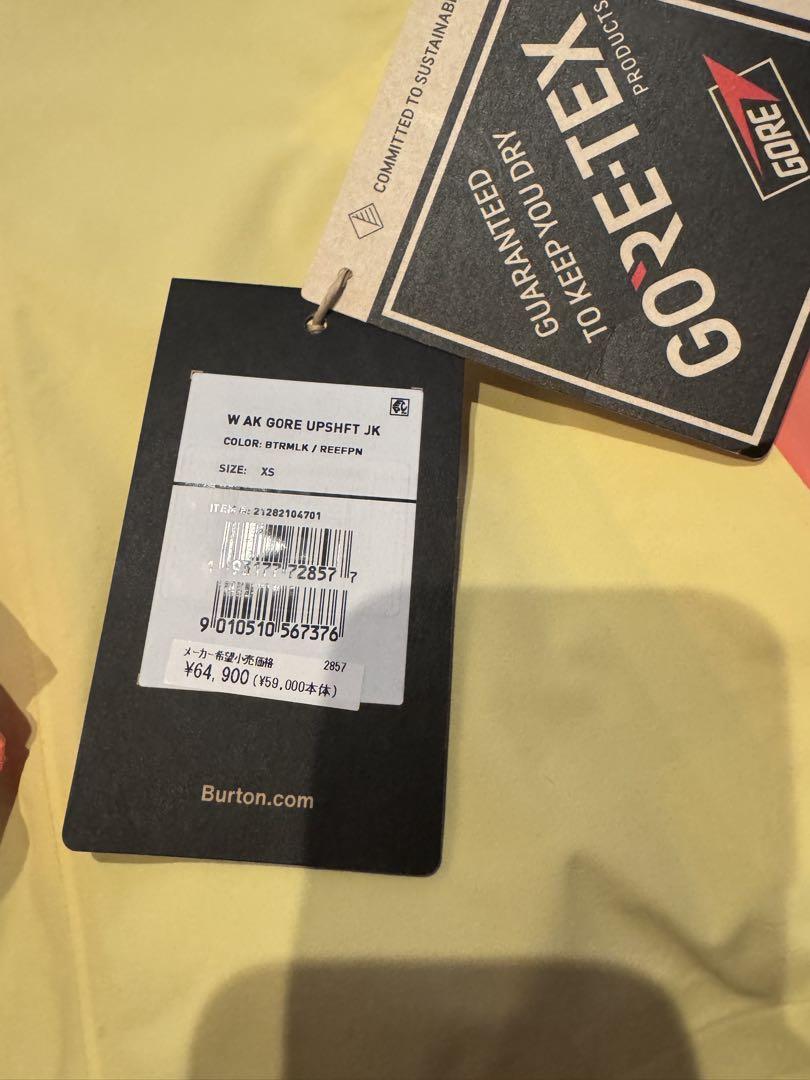 COMMITTED TO
GORE
GORE-TEX
PRODUCTS
GUARANTEED
TO KEEP YOU DRY
W AK GORE UPSHFT JK
COLOR: BTRMLK / REEFPN
SIZE: XS
ITEM #: 21282104701
72857 7
9 010510 567376
メーカー希望小売価格 2857
¥64,900 (¥59,000本体)
Burton.com